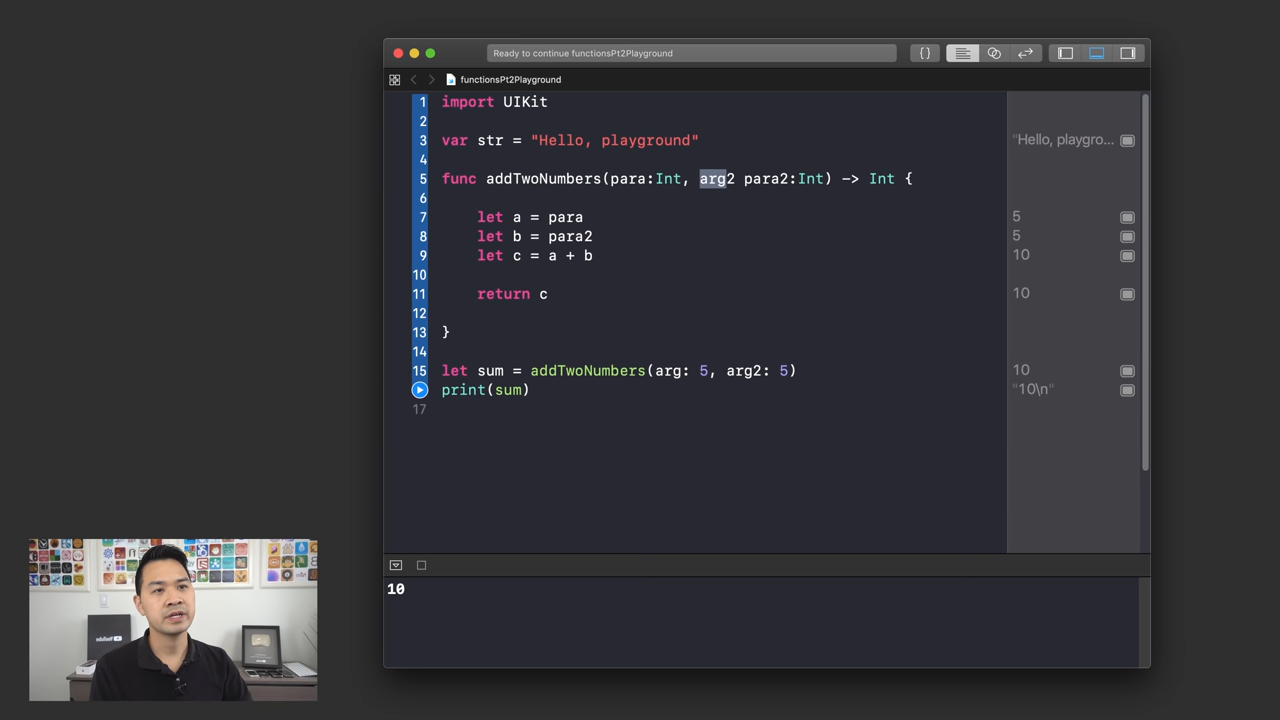 Ready to continue functionsPt2Playground
functionsPt2Playground
1 import UIKit
2
3 var str = "Hello, playground" "Hello, playgro...
4
5 func addTwoNumbers(para:Int, arg2 para2:Int) -> Int {
6
7 let a = para 5
8 let b = para2 5
9 let c = a + b 10
10
11 return c 10
12
13 }
14
15 let sum = addTwoNumbers(arg: 5, arg2: 5) 10
print(sum) "10\n"
17
10